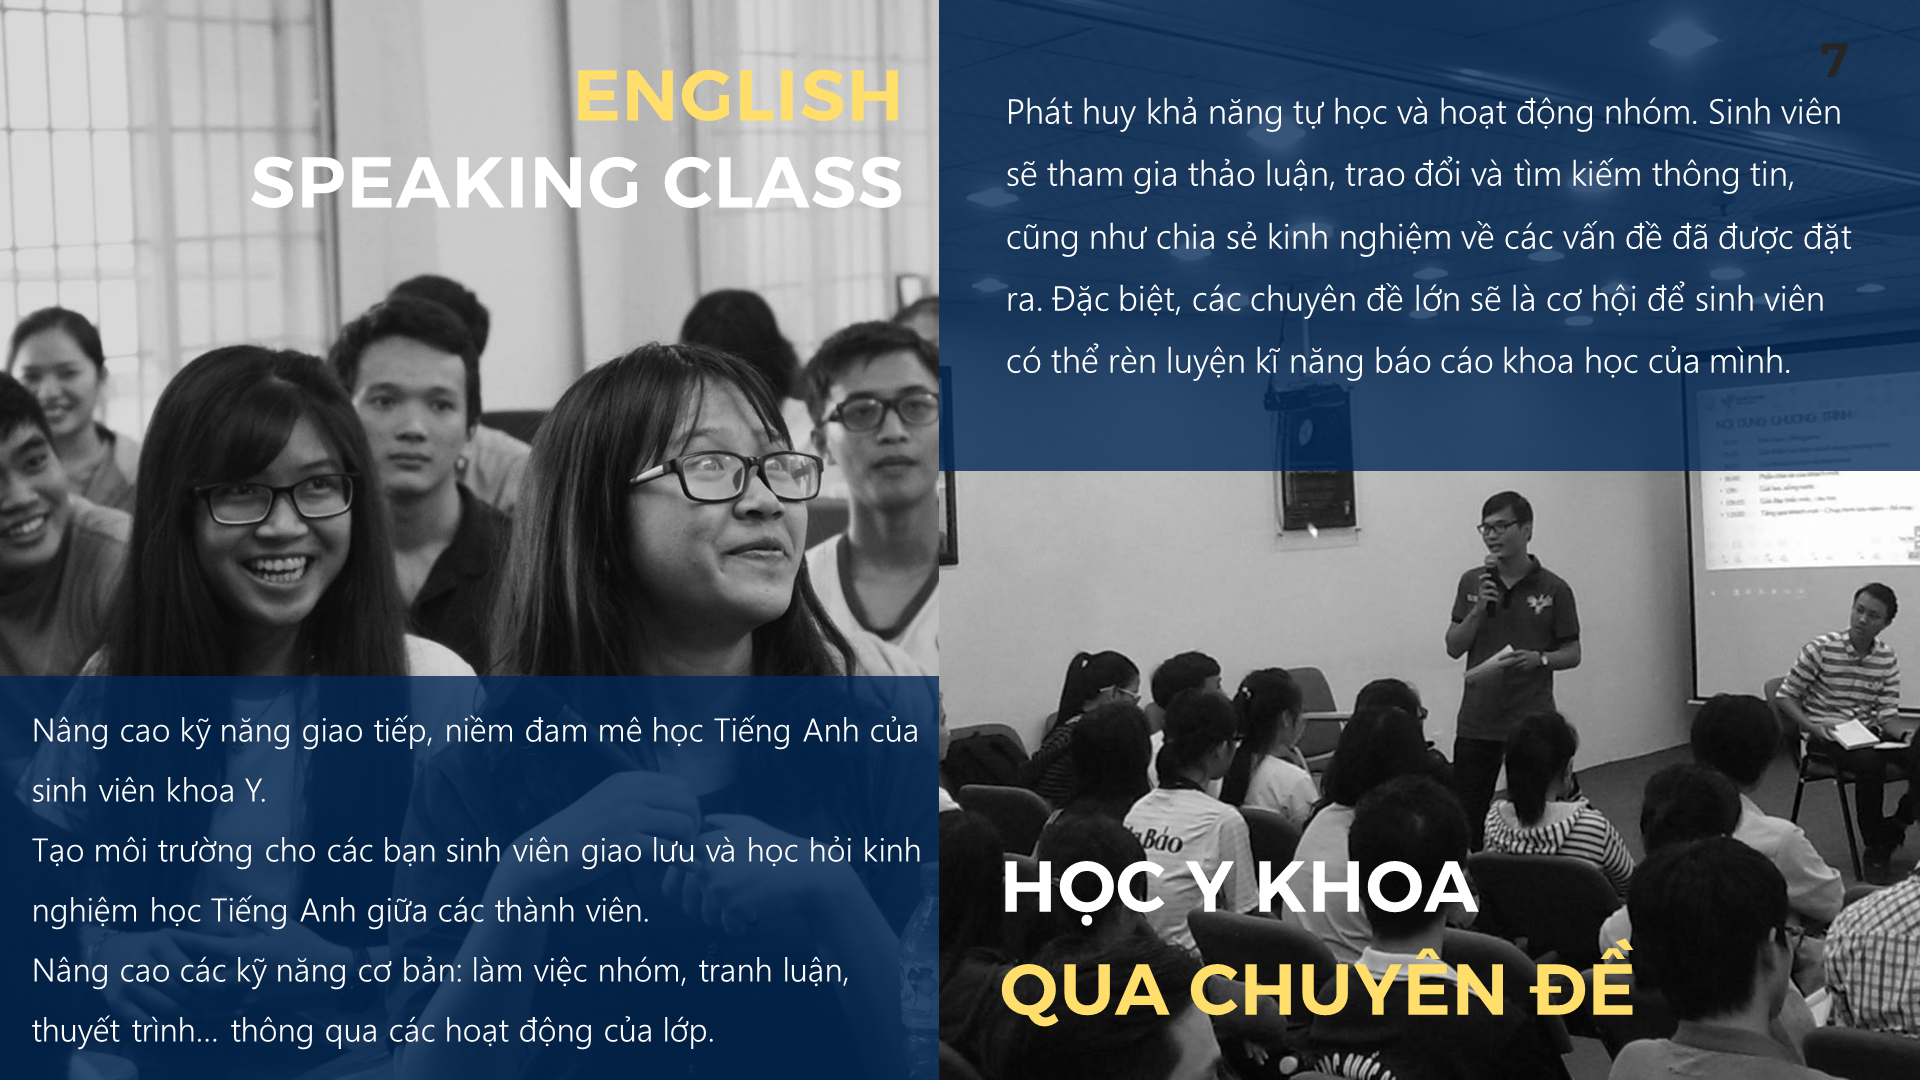 ENGLISH
SPEAKING CLASS
Nâng cao kỹ năng giao tiếp, niềm đam mê học Tiếng Anh của
sinh viên khoa Y.
Tạo môi trường cho các bạn sinh viên giao lưu và học hỏi kinh
nghiệm học Tiếng Anh giữa các thành viên.
Nâng cao các kỹ năng cơ bản: làm việc nhóm, tranh luận,
thuyết trình... thông qua các hoạt động của lớp.
7
Phát huy khả năng tự học và hoạt động nhóm. Sinh viên
sẽ tham gia thảo luận, trao đổi và tìm kiếm thông tin,
cũng như chia sẻ kinh nghiệm về các vấn đề đã được đặt
ra. Đặc biệt, các chuyên đề lớn sẽ là cơ hội để sinh viên
có thể rèn luyện kĩ năng báo cáo khoa học của mình.
NỘI DUNG CHƯƠNG TRÌNH
Bảo
HỌC Y KHOA
QUA CHUYÊN ĐỀ